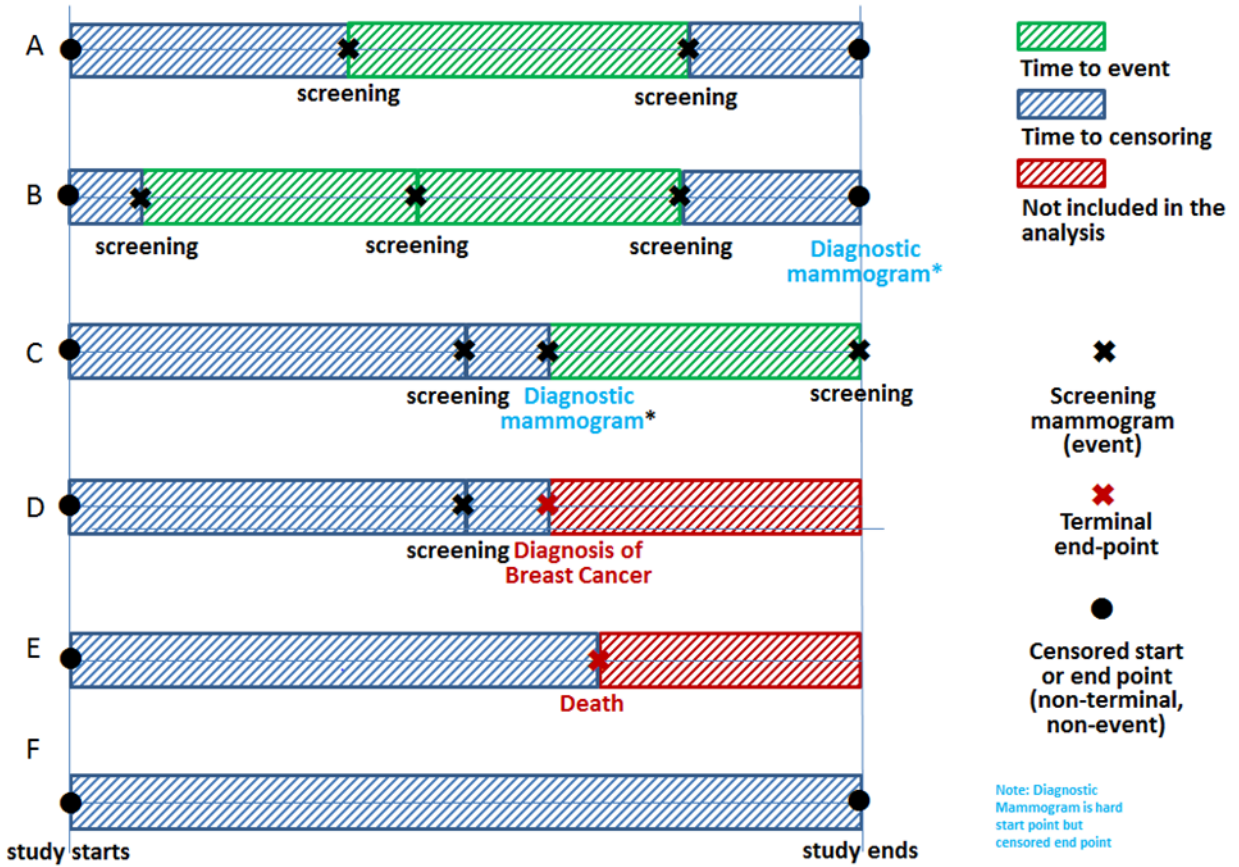 A
screening
screening
B
screening
screening
screening
Diagnostic
mammogram*
C
screening
Diagnostic
mammogram*
screening
D
screening
Diagnosis of
Breast Cancer
E
Death
F
study starts
study ends
Time to event
Time to censoring
Not included in the
analysis
Screening
mammogram
(event)
Terminal
end-point
Censored start
or end point
(non-terminal,
non-event)
Note: Diagnostic
Mammogram is hard
start point but
censored end point